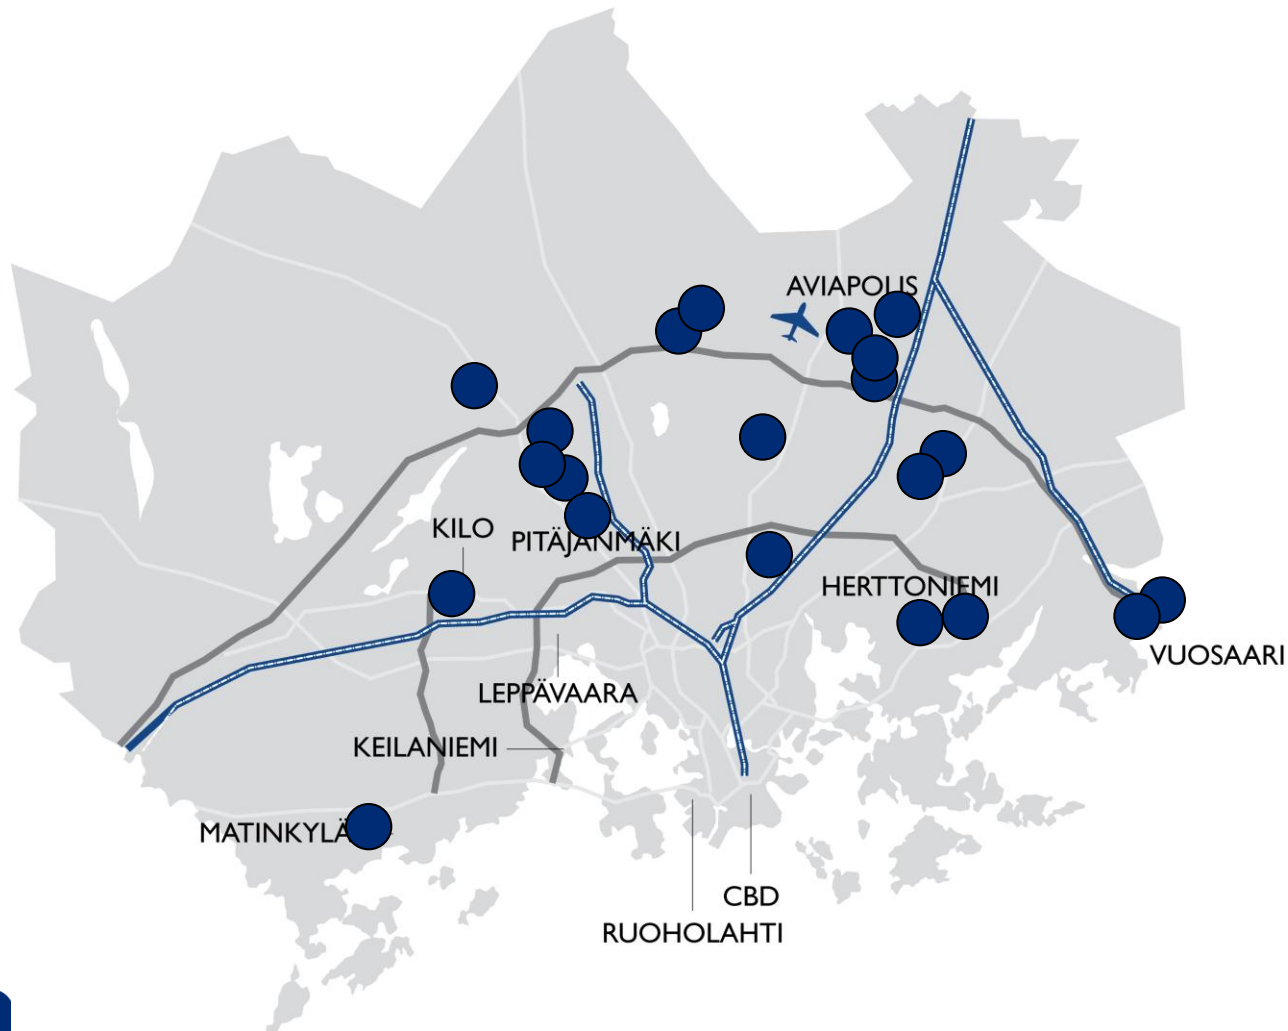 AVIAPOLIS
KILO
PITÄJÄNMÄKI
HERTTONIEMI
VUOSAARI
LEPPÄVAARA
KEILANIEMI
MATINKYLÄ
CBD
RUOHOLAHTI